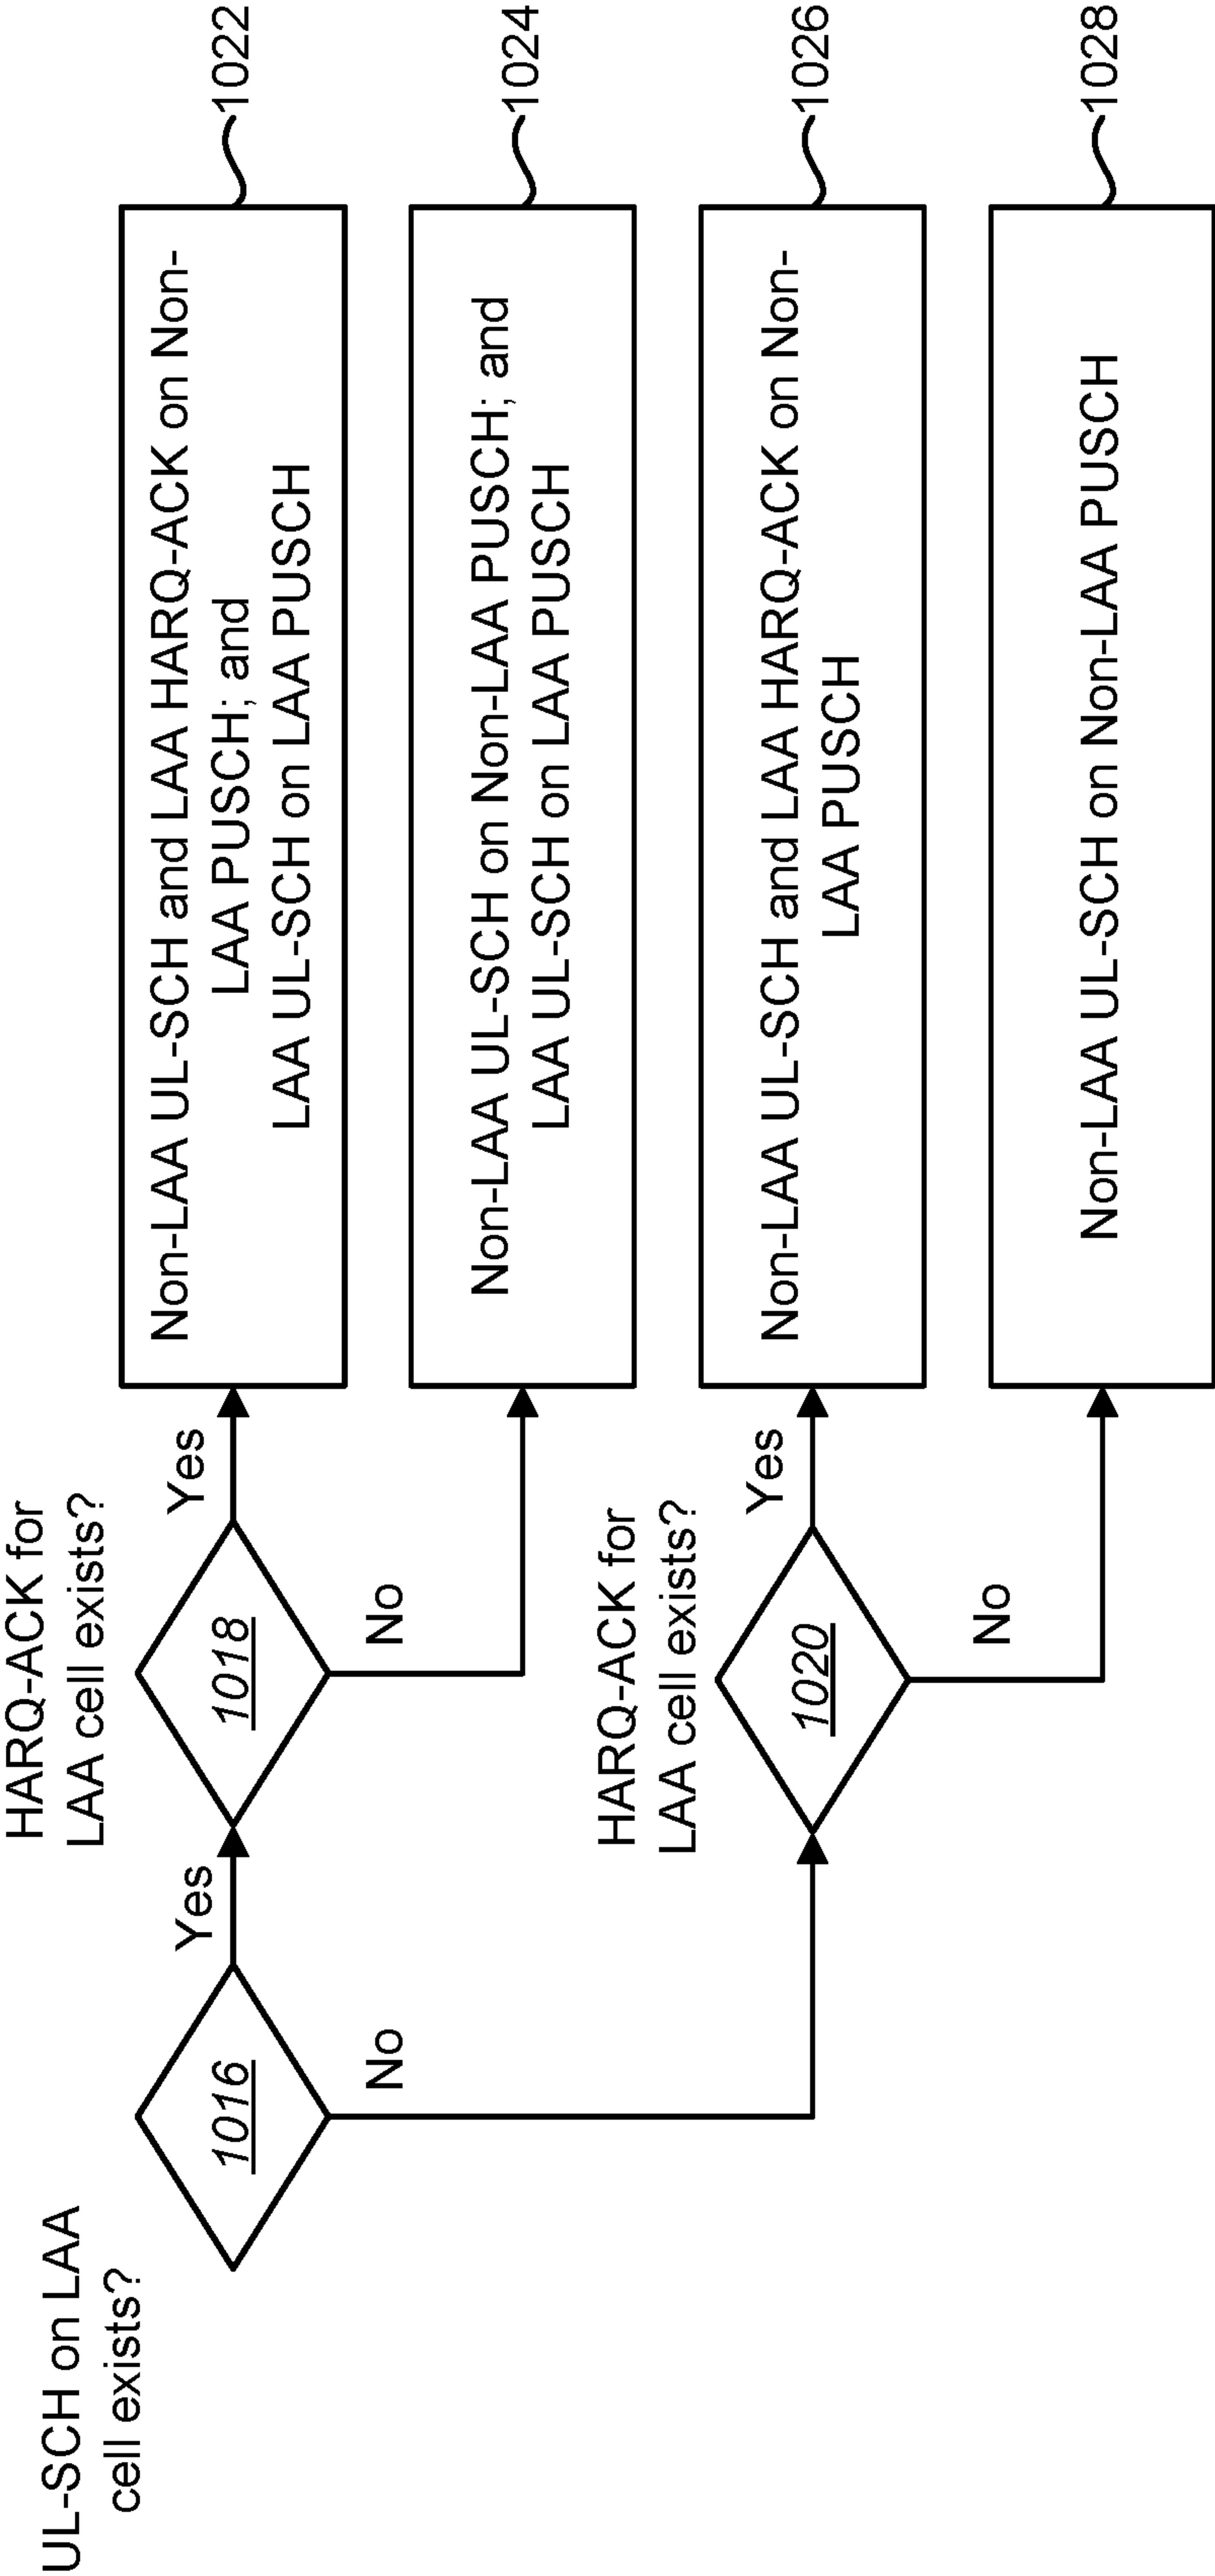 UL-SCH on LAA
cell exists?
1016
Yes
No
HARQ-ACK for
LAA cell exists?
1018
Yes
No
HARQ-ACK for
LAA cell exists?
1020
Yes
No
Non-LAA UL-SCH and LAA HARQ-ACK on Non-
LAA PUSCH; and
LAA UL-SCH on LAA PUSCH
1022
Non-LAA UL-SCH on Non-LAA PUSCH; and
LAA UL-SCH on LAA PUSCH
1024
Non-LAA UL-SCH and LAA HARQ-ACK on Non-
LAA PUSCH
1026
Non-LAA UL-SCH on Non-LAA PUSCH
1028